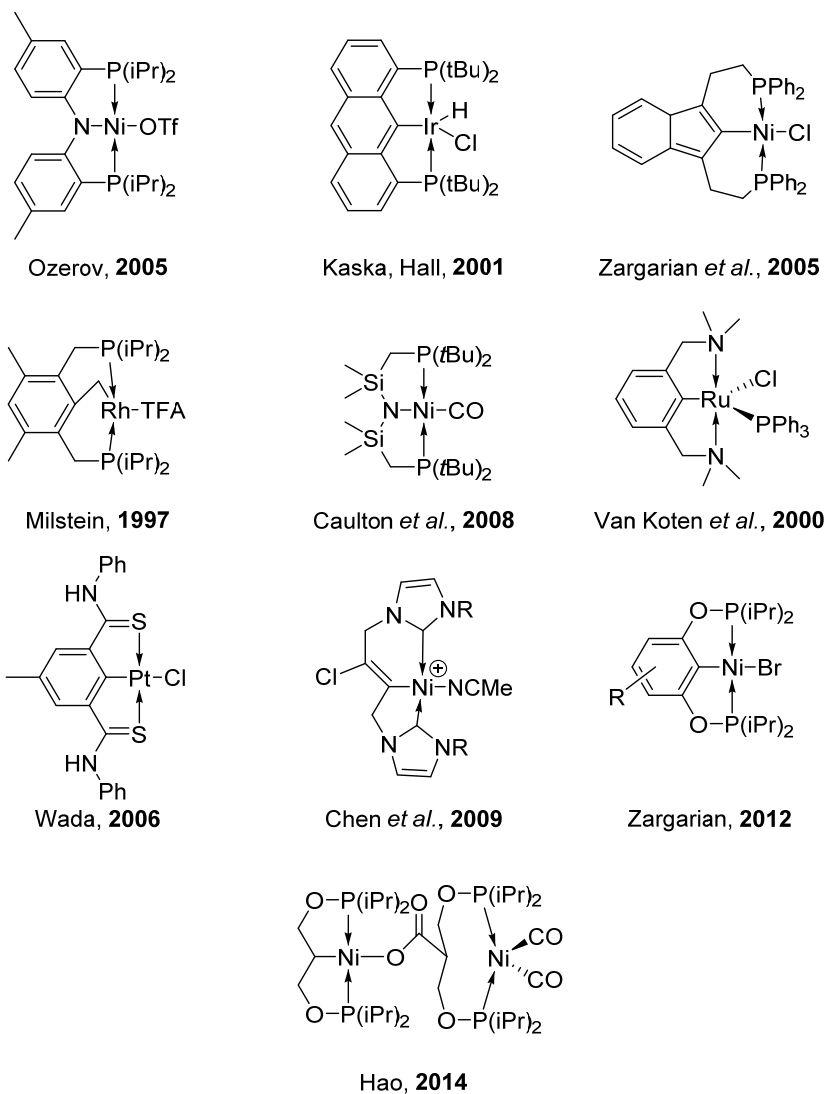 P(iPr)2
N Ni OTf
P(iPr)2
Ozerov, 2005
P(tBu)2
Ir H
Cl
P(tBu)2
Kaska, Hall, 2001
PPh2
Ni Cl
PPh2
Zargarian et al., 2005
P(iPr)2
Rh TFA
P(iPr)2
Milstein, 1997
P(tBu)2
Si
N Ni CO
Si
P(tBu)2
Caulton et al., 2008
N
Cl
Ru
PPh3
N
Van Koten et al., 2000
Ph
HN
S
Pt Cl
S
HN
Ph
Wada, 2006
N NR
Cl
Ni + NCMe
N NR
Chen et al., 2009
O P(iPr)2
Ni Br
R
O P(iPr)2
Zargarian, 2012
O P(iPr)2 O O P(iPr)2
CO
Ni O Ni
CO
O P(iPr)2 O P(iPr)2
Hao, 2014